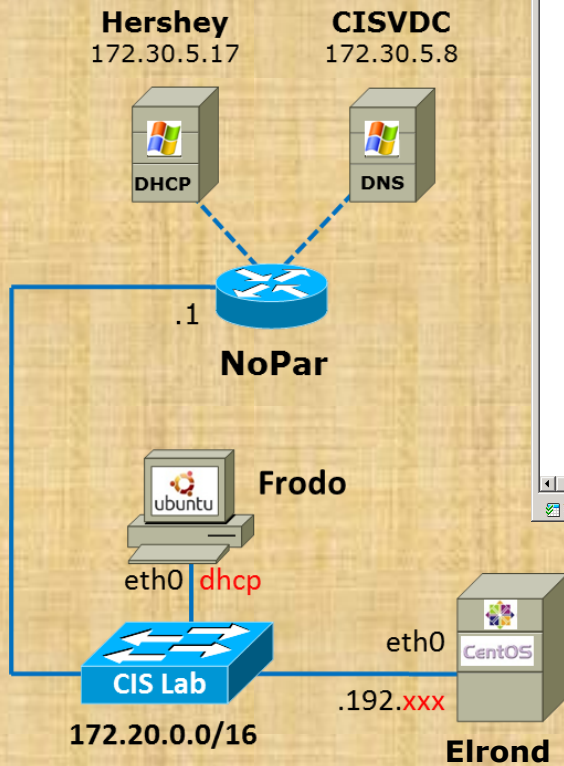 Hershey
172.30.5.17
CISVDC
172.30.5.8
DHCP
DNS
.1
NoPar
ubuntu
Frodo
eth0 dhcp
CIS Lab
172.20.0.0/16
eth0
CentOS
.192.xxx
Elrond